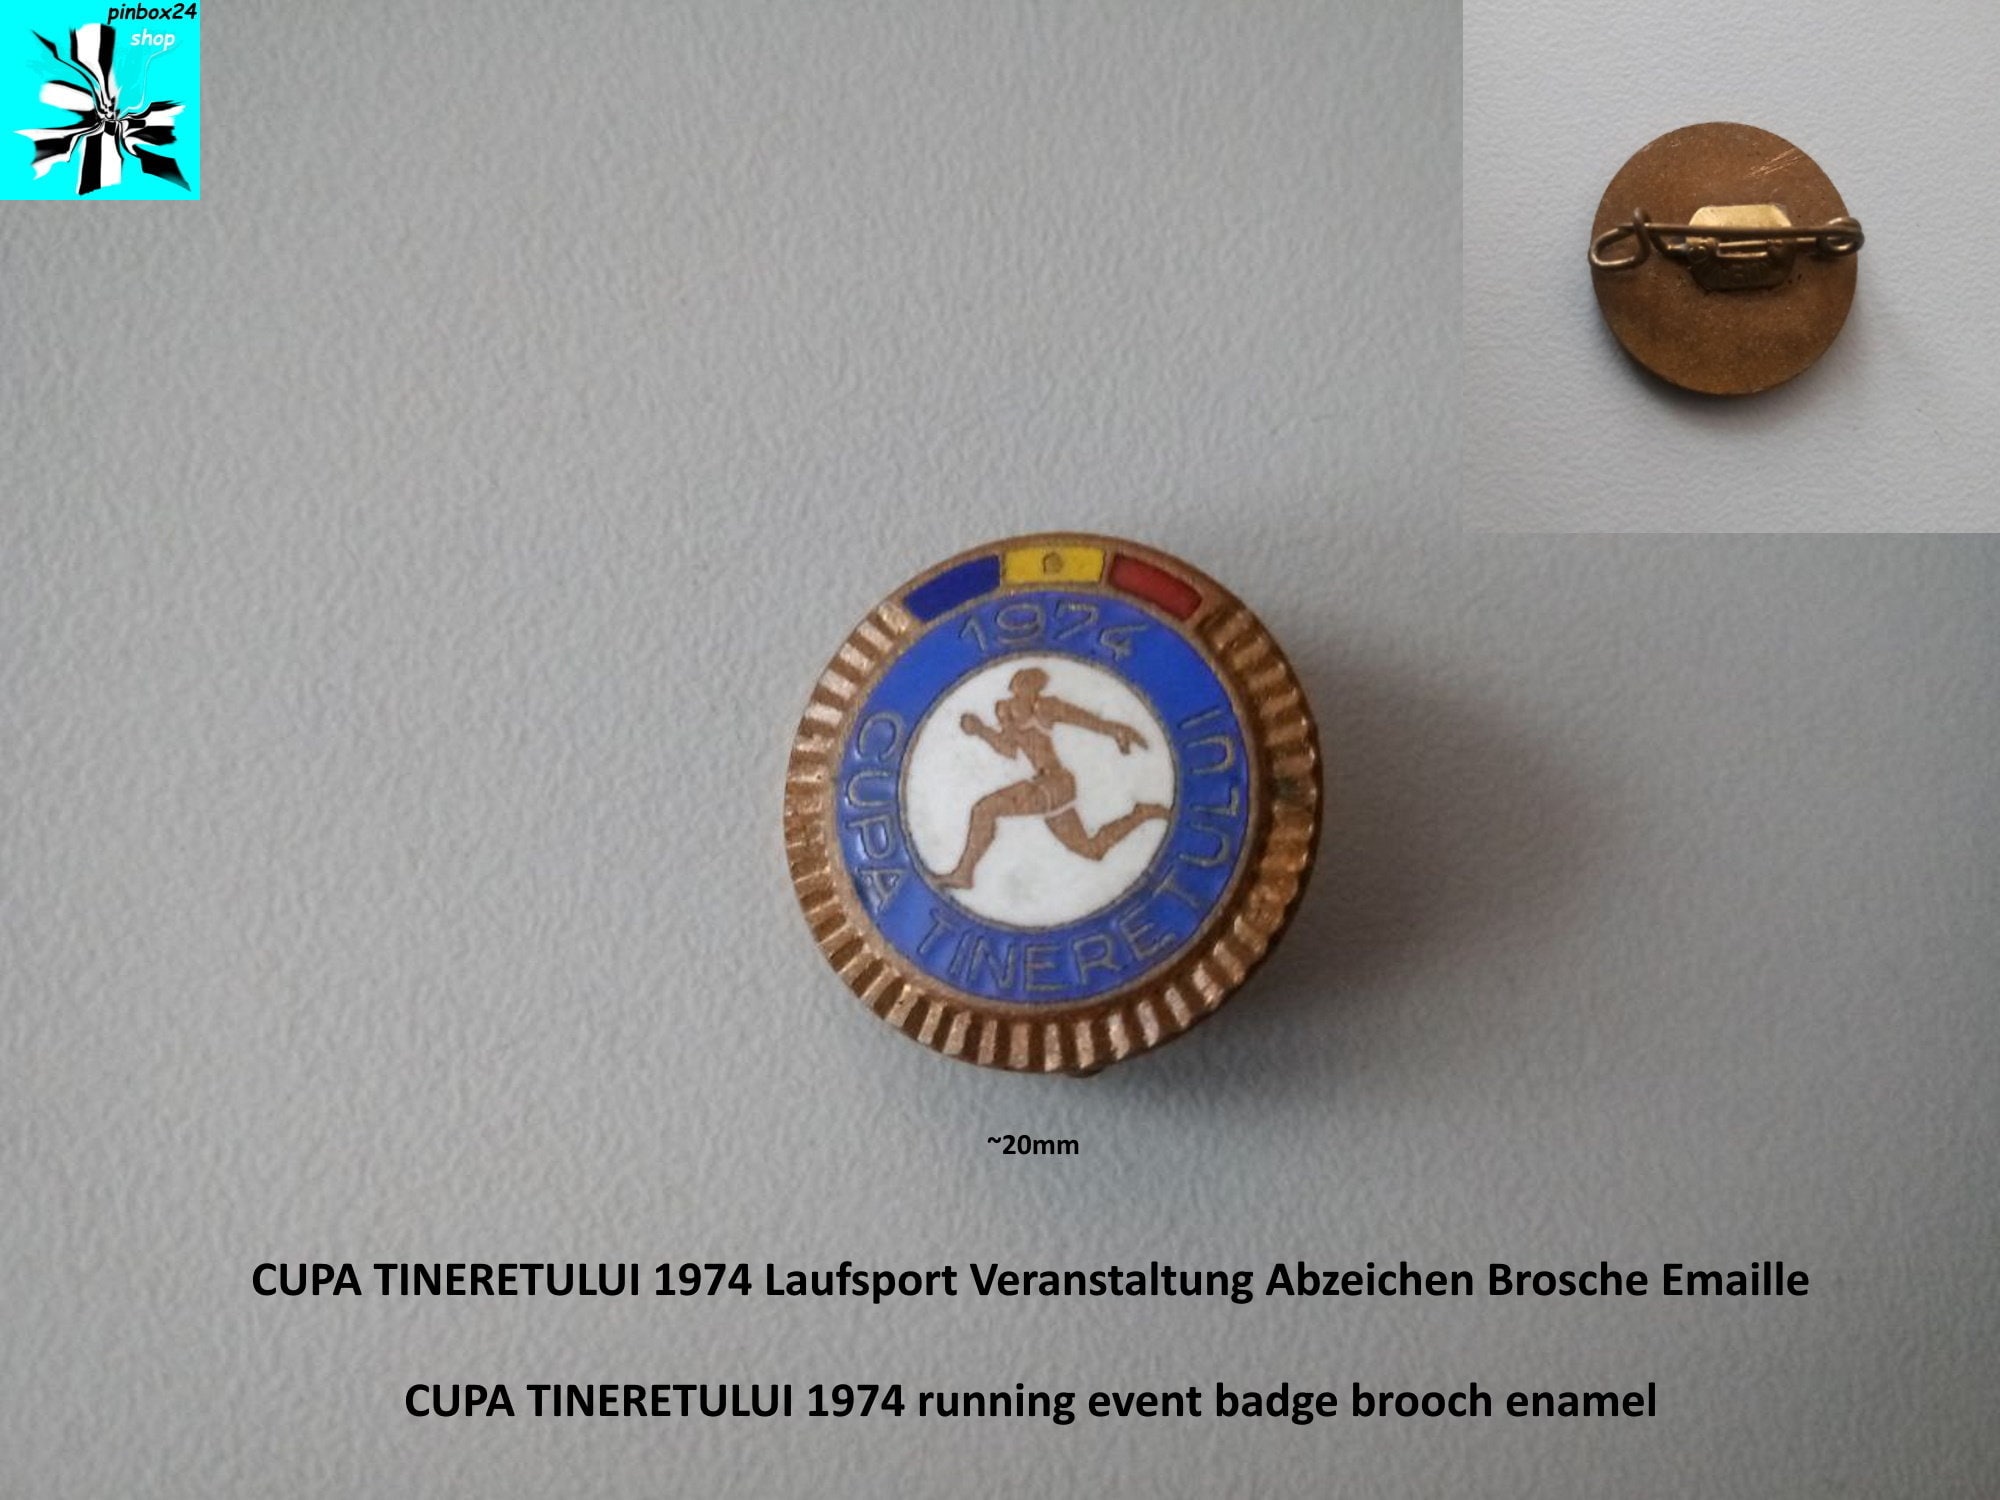 pinbox24
shop
1974
CUPA TINERETULUI
~20mm
CUPA TINERETULUI 1974 Laufsport Veranstaltung Abzeichen Brosche Emaille
CUPA TINERETULUI 1974 running event badge brooch enamel